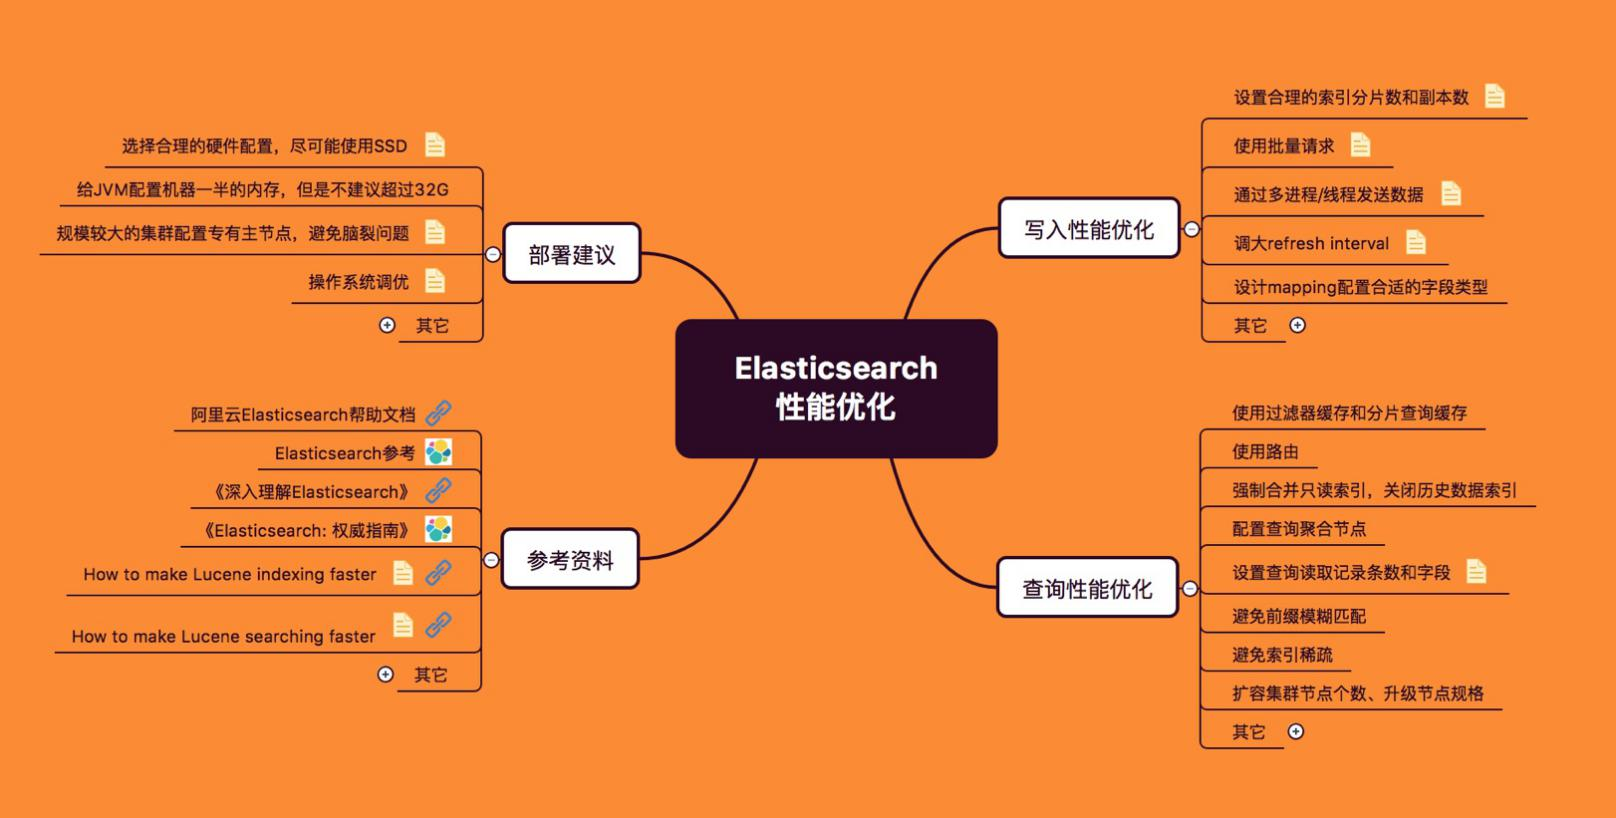 Elasticsearch
性能优化
写入性能优化
设置合理的索引分片数和副本数
使用批量请求
通过多进程/线程发送数据
调大refresh interval
设计mapping配置合适的字段类型
其它
查询性能优化
使用过滤器缓存和分片查询缓存
使用路由
强制合并只读索引，关闭历史数据索引
配置查询聚合节点
设置查询读取记录条数和字段
避免前缀模糊匹配
避免索引稀疏
扩容集群节点个数、升级节点规格
其它
部署建议
选择合理的硬件配置，尽可能使用SSD
给JVM配置机器一半的内存，但是不建议超过32G
规模较大的集群配置专有主节点，避免脑裂问题
操作系统调优
其它
参考资料
阿里云Elasticsearch帮助文档
Elasticsearch参考
《深入理解Elasticsearch》
《Elasticsearch: 权威指南》
How to make Lucene indexing faster
How to make Lucene searching faster
其它